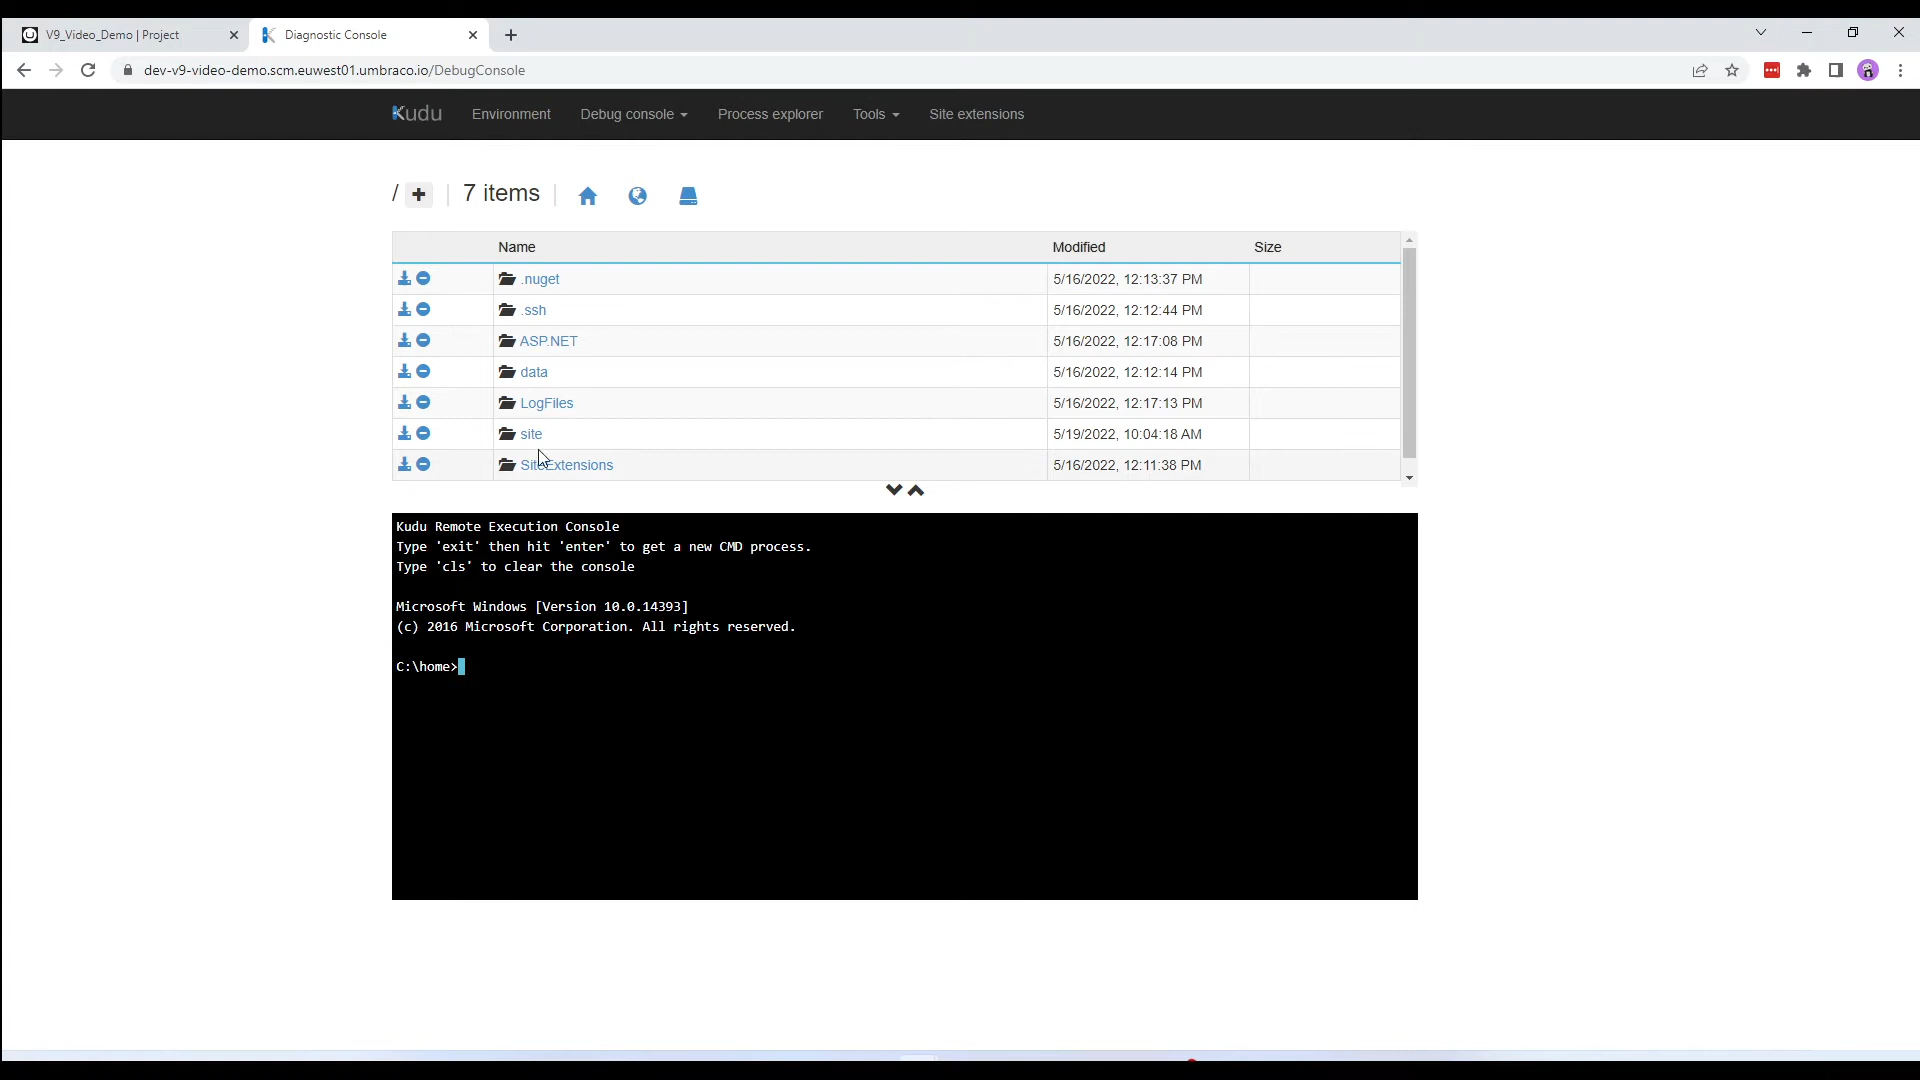 V9_Video_Demo | Project
Diagnostic Console
dev-v9-video-demo.scm.euwest01.umbraco.io/DebugConsole
Kudu Environment Debug console Process explorer Tools Site extensions
/ 7 items
Name Modified Size
.nuget 5/16/2022, 12:13:37 PM
.ssh 5/16/2022, 12:12:44 PM
ASP.NET 5/16/2022, 12:17:08 PM
data 5/16/2022, 12:12:14 PM
LogFiles 5/16/2022, 12:17:13 PM
site 5/19/2022, 10:04:18 AM
SiteExtensions 5/16/2022, 12:11:38 PM
Kudu Remote Execution Console
Type 'exit' then hit 'enter' to get a new CMD process.
Type 'cls' to clear the console
Microsoft Windows [Version 10.0.14393]
(c) 2016 Microsoft Corporation. All rights reserved.
C:\home>